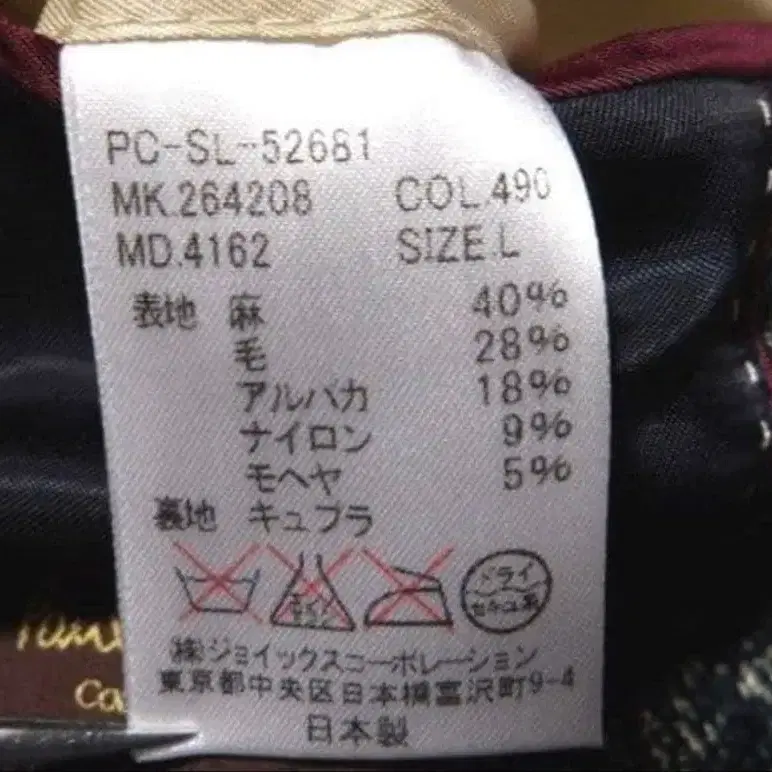 PC-SL-52681
MK.264208 COL.490
MD.4162 SIZE.L
表地 麻 40%
毛 28%
アルパカ 18%
ナイロン 9%
モヘヤ 5%
裏地 キュプラ
エンソ ドライ
セキユ系
㈱ジョイックスコーポレーション
東京都中央区日本橋富沢町9-4
日本製